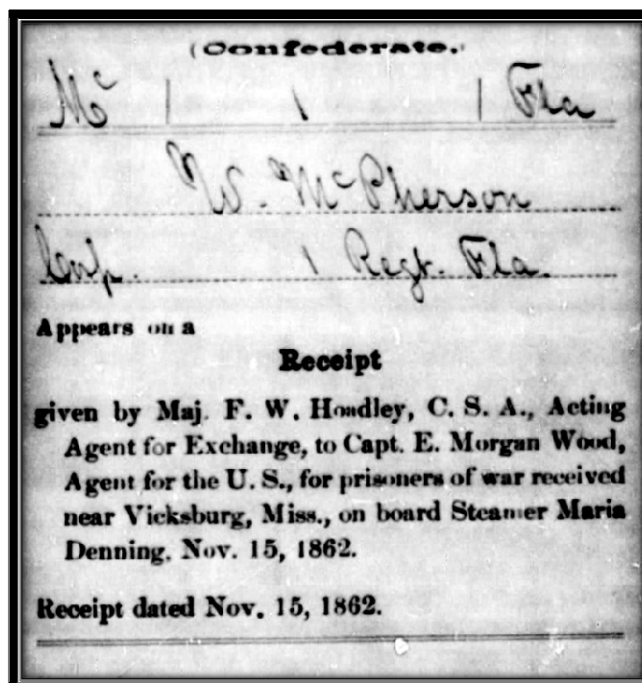 (Confederate.)
Mc | 1 | Fla
W. McPherson
Corp. 1 Regt. Fla.
Appears on a
Receipt
given by Maj. F. W. Hoadley, C. S. A., Acting
Agent for Exchange, to Capt. E. Morgan Wood,
Agent for the U. S., for prisoners of war received
near Vicksburg, Miss., on board Steamer Maria
Denning, Nov. 15, 1862.
Receipt dated Nov. 15, 1862.